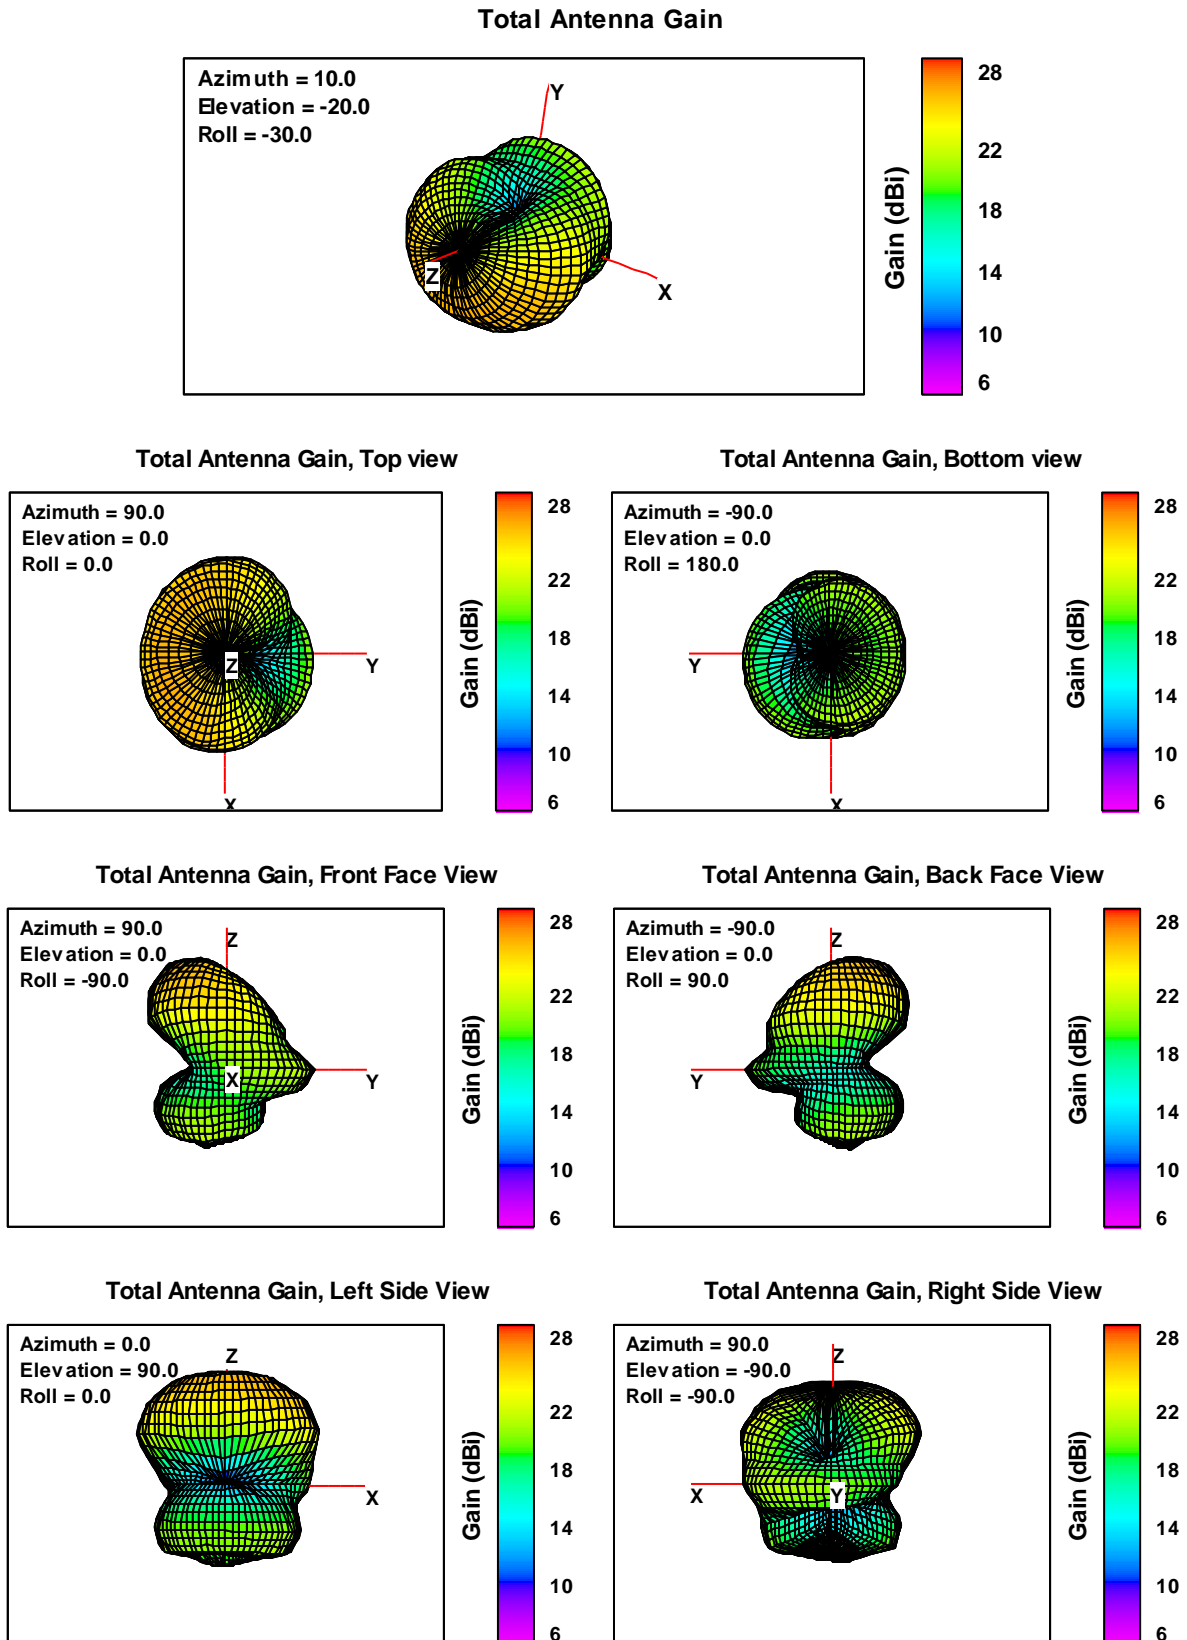 Total Antenna Gain
Azimuth = 10.0
Elevation = -20.0
Roll = -30.0
Y
Z
X
Gain (dBi)
28
22
18
14
10
6
Total Antenna Gain, Top view
Azimuth = 90.0
Elevation = 0.0
Roll = 0.0
Z
Y
X
Gain (dBi)
28
22
18
14
10
6
Total Antenna Gain, Bottom view
Azimuth = -90.0
Elevation = 0.0
Roll = 180.0
Y
X
Gain (dBi)
28
22
18
14
10
6
Total Antenna Gain, Front Face View
Azimuth = 90.0
Elevation = 0.0
Roll = -90.0
Z
X
Y
Gain (dBi)
28
22
18
14
10
6
Total Antenna Gain, Back Face View
Azimuth = -90.0
Elevation = 0.0
Roll = 90.0
Z
Y
Gain (dBi)
28
22
18
14
10
6
Total Antenna Gain, Left Side View
Azimuth = 0.0
Elevation = 90.0
Roll = 0.0
Z
X
Gain (dBi)
28
22
18
14
10
6
Total Antenna Gain, Right Side View
Azimuth = 90.0
Elevation = -90.0
Roll = -90.0
Z
X
Y
Gain (dBi)
28
22
18
14
10
6